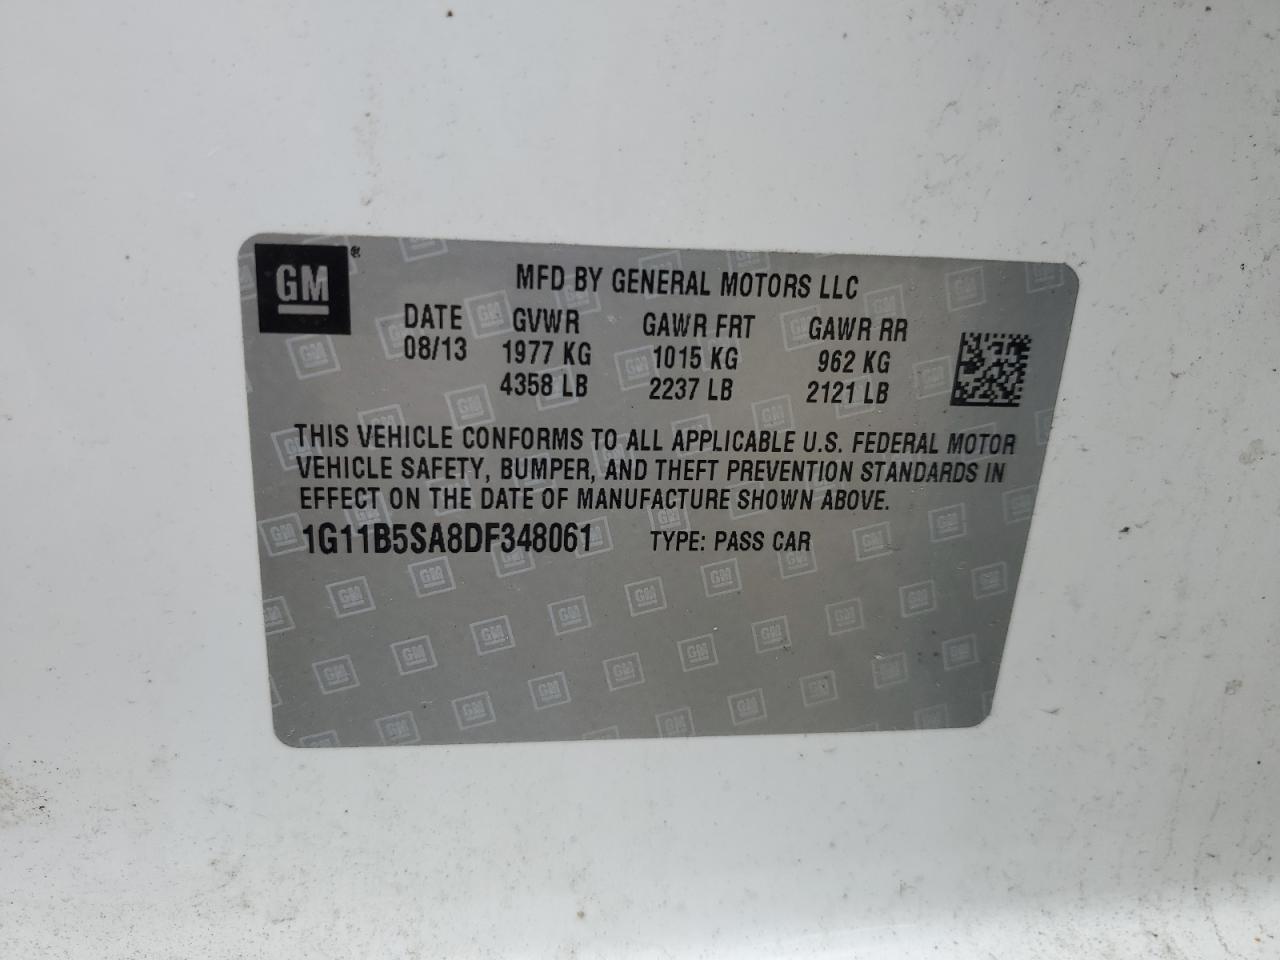 GM ®
MFD BY GENERAL MOTORS LLC
DATE GVWR GAWR FRT GAWR RR
08/13 1977 KG 1015 KG 962 KG
4358 LB 2237 LB 2121 LB
THIS VEHICLE CONFORMS TO ALL APPLICABLE U.S. FEDERAL MOTOR
VEHICLE SAFETY, BUMPER, AND THEFT PREVENTION STANDARDS IN
EFFECT ON THE DATE OF MANUFACTURE SHOWN ABOVE.
1G11B5SA8DF348061 TYPE: PASS CAR